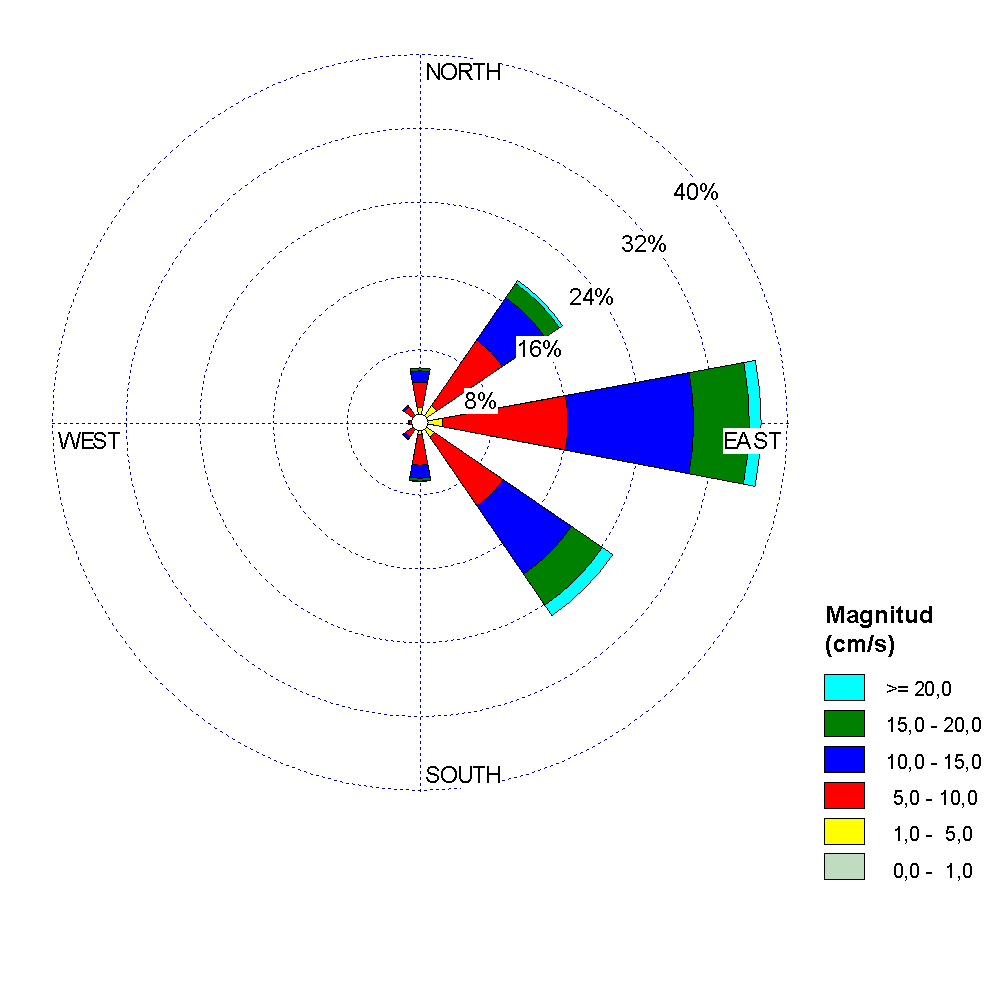 NORTH
40%
32%
24%
16%
8%
WEST
EAST
SOUTH
Magnitud
(cm/s)
>= 20,0
15,0 - 20,0
10,0 - 15,0
5,0 - 10,0
1,0 - 5,0
0,0 - 1,0